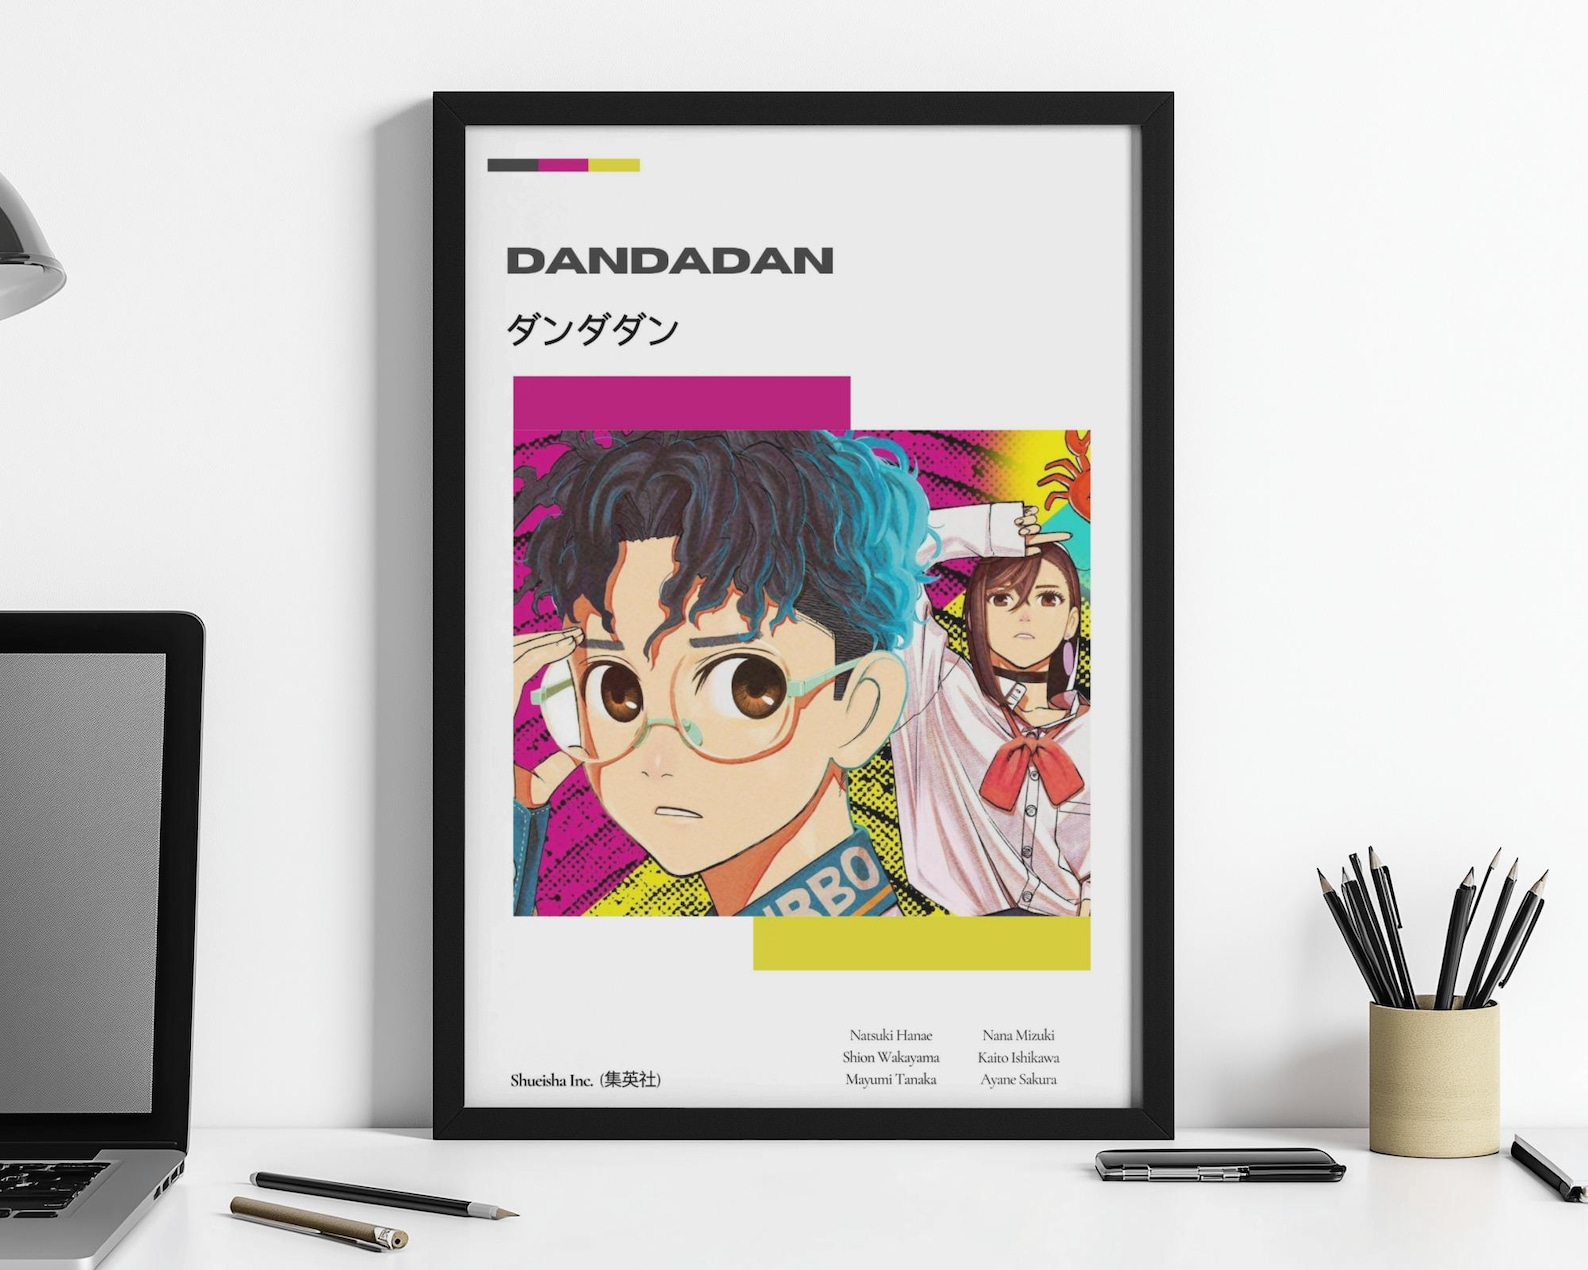 DANDADAN
ダンダダン
Shueisha Inc. (集英社)
Natsuki Hanae
Shion Wakayama
Mayumi Tanaka
Nana Mizuki
Kaito Ishikawa
Ayane Sakura